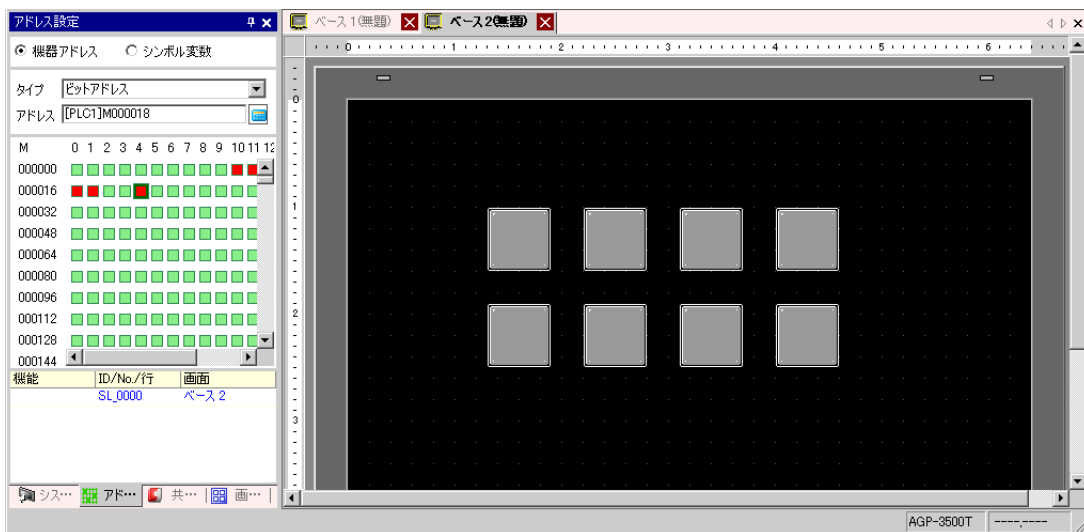 アドレス設定
機器アドレス シンボル変数
タイプ ビットアドレス
アドレス [PLC1]M000018
M 0 1 2 3 4 5 6 7 8 9 10 11 12
000000
000016
000032
000048
000064
000080
000096
000112
000128
000144
機能 ID/No./行 画面
SL_0000 ベース 2
シス… アド… 共… 画…
ベース 1(無題) ベース 2(無題)
0 1 2 3 4 5 6
0
1
2
3
AGP-3500T ----,----